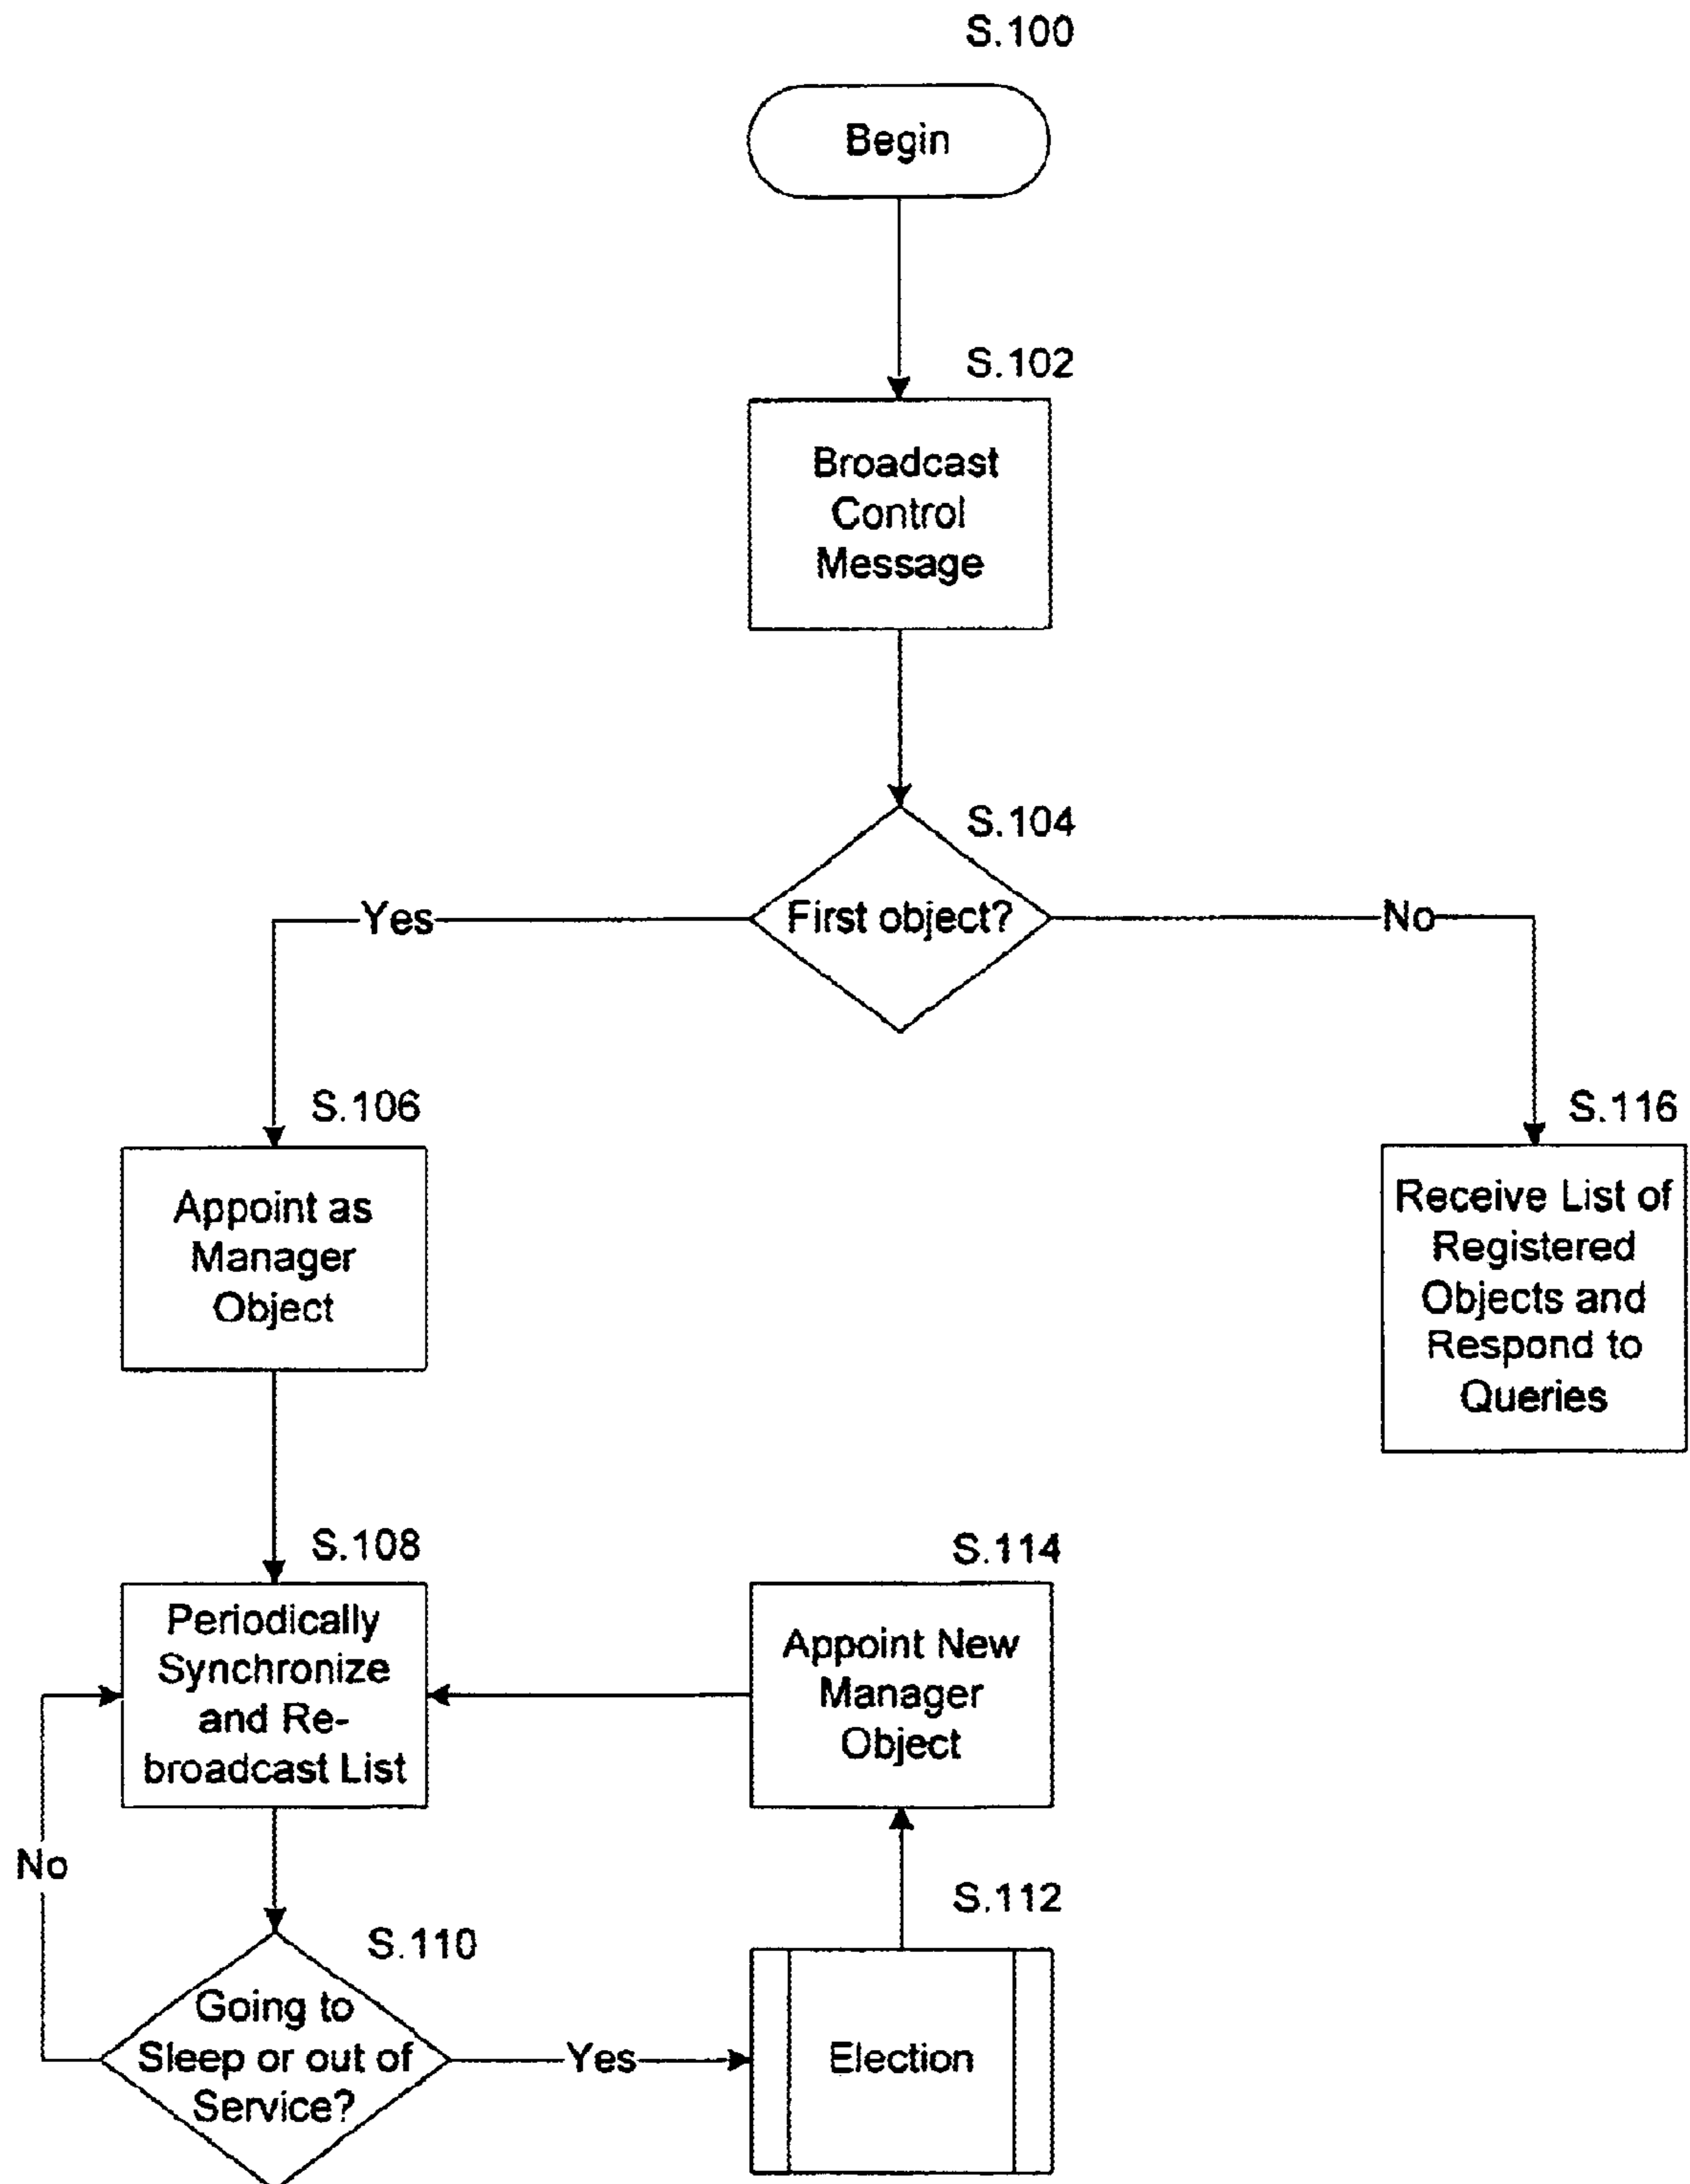 S.100
Begin
S.102
Broadcast
Control
Message
S.104
First object?
Yes
No
S.106
Appoint as
Manager
Object
S.116
Receive List of
Registered
Objects and
Respond to
Queries
S.108
Periodically
Synchronize
and Re-
broadcast List
S.114
Appoint New
Manager
Object
No
S.110
Going to
Sleep or out of
Service?
Yes
S.112
Election